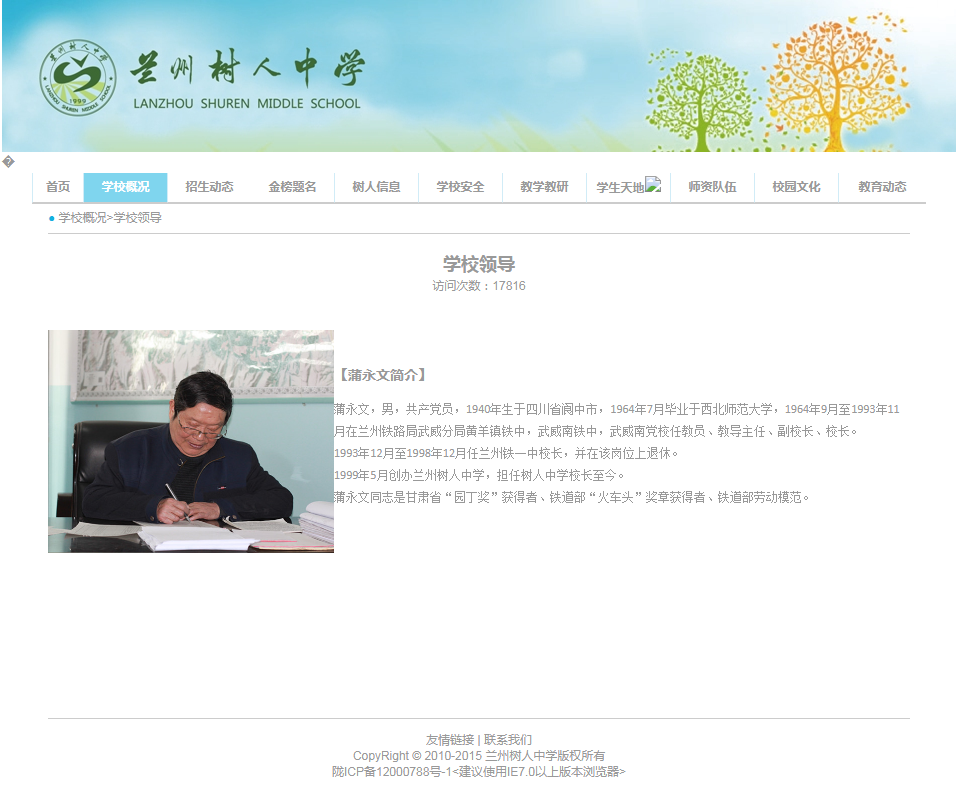 兰州树人中学
LANZHOU SHUREN MIDDLE SCHOOL
兰州树人中学
1999
LANZHOU SHUREN MIDDLE SCHOOL
�
首页 学校概况 招生动态 金榜题名 树人信息 学校安全 教学教研 学生天地 师资队伍 校园文化 教育动态
● 学校概况>学校领导
学校领导
访问次数：17816
【蒲永文简介】
蒲永文，男，共产党员，1940年生于四川省阆中市，1964年7月毕业于西北师范大学，1964年9月至1993年11
月在兰州铁路局武威分局黄羊镇铁中，武威南铁中，武威南党校任教员、教导主任、副校长、校长。
1993年12月至1998年12月任兰州铁一中校长，并在该岗位上退休。
1999年5月创办兰州树人中学，担任树人中学校长至今。
蒲永文同志是甘肃省“园丁奖”获得者、铁道部“火车头”奖章获得者、铁道部劳动模范。
友情链接 | 联系我们
CopyRight © 2010-2015 兰州树人中学版权所有
陇ICP备12000788号-1<建议使用IE7.0以上版本浏览器>